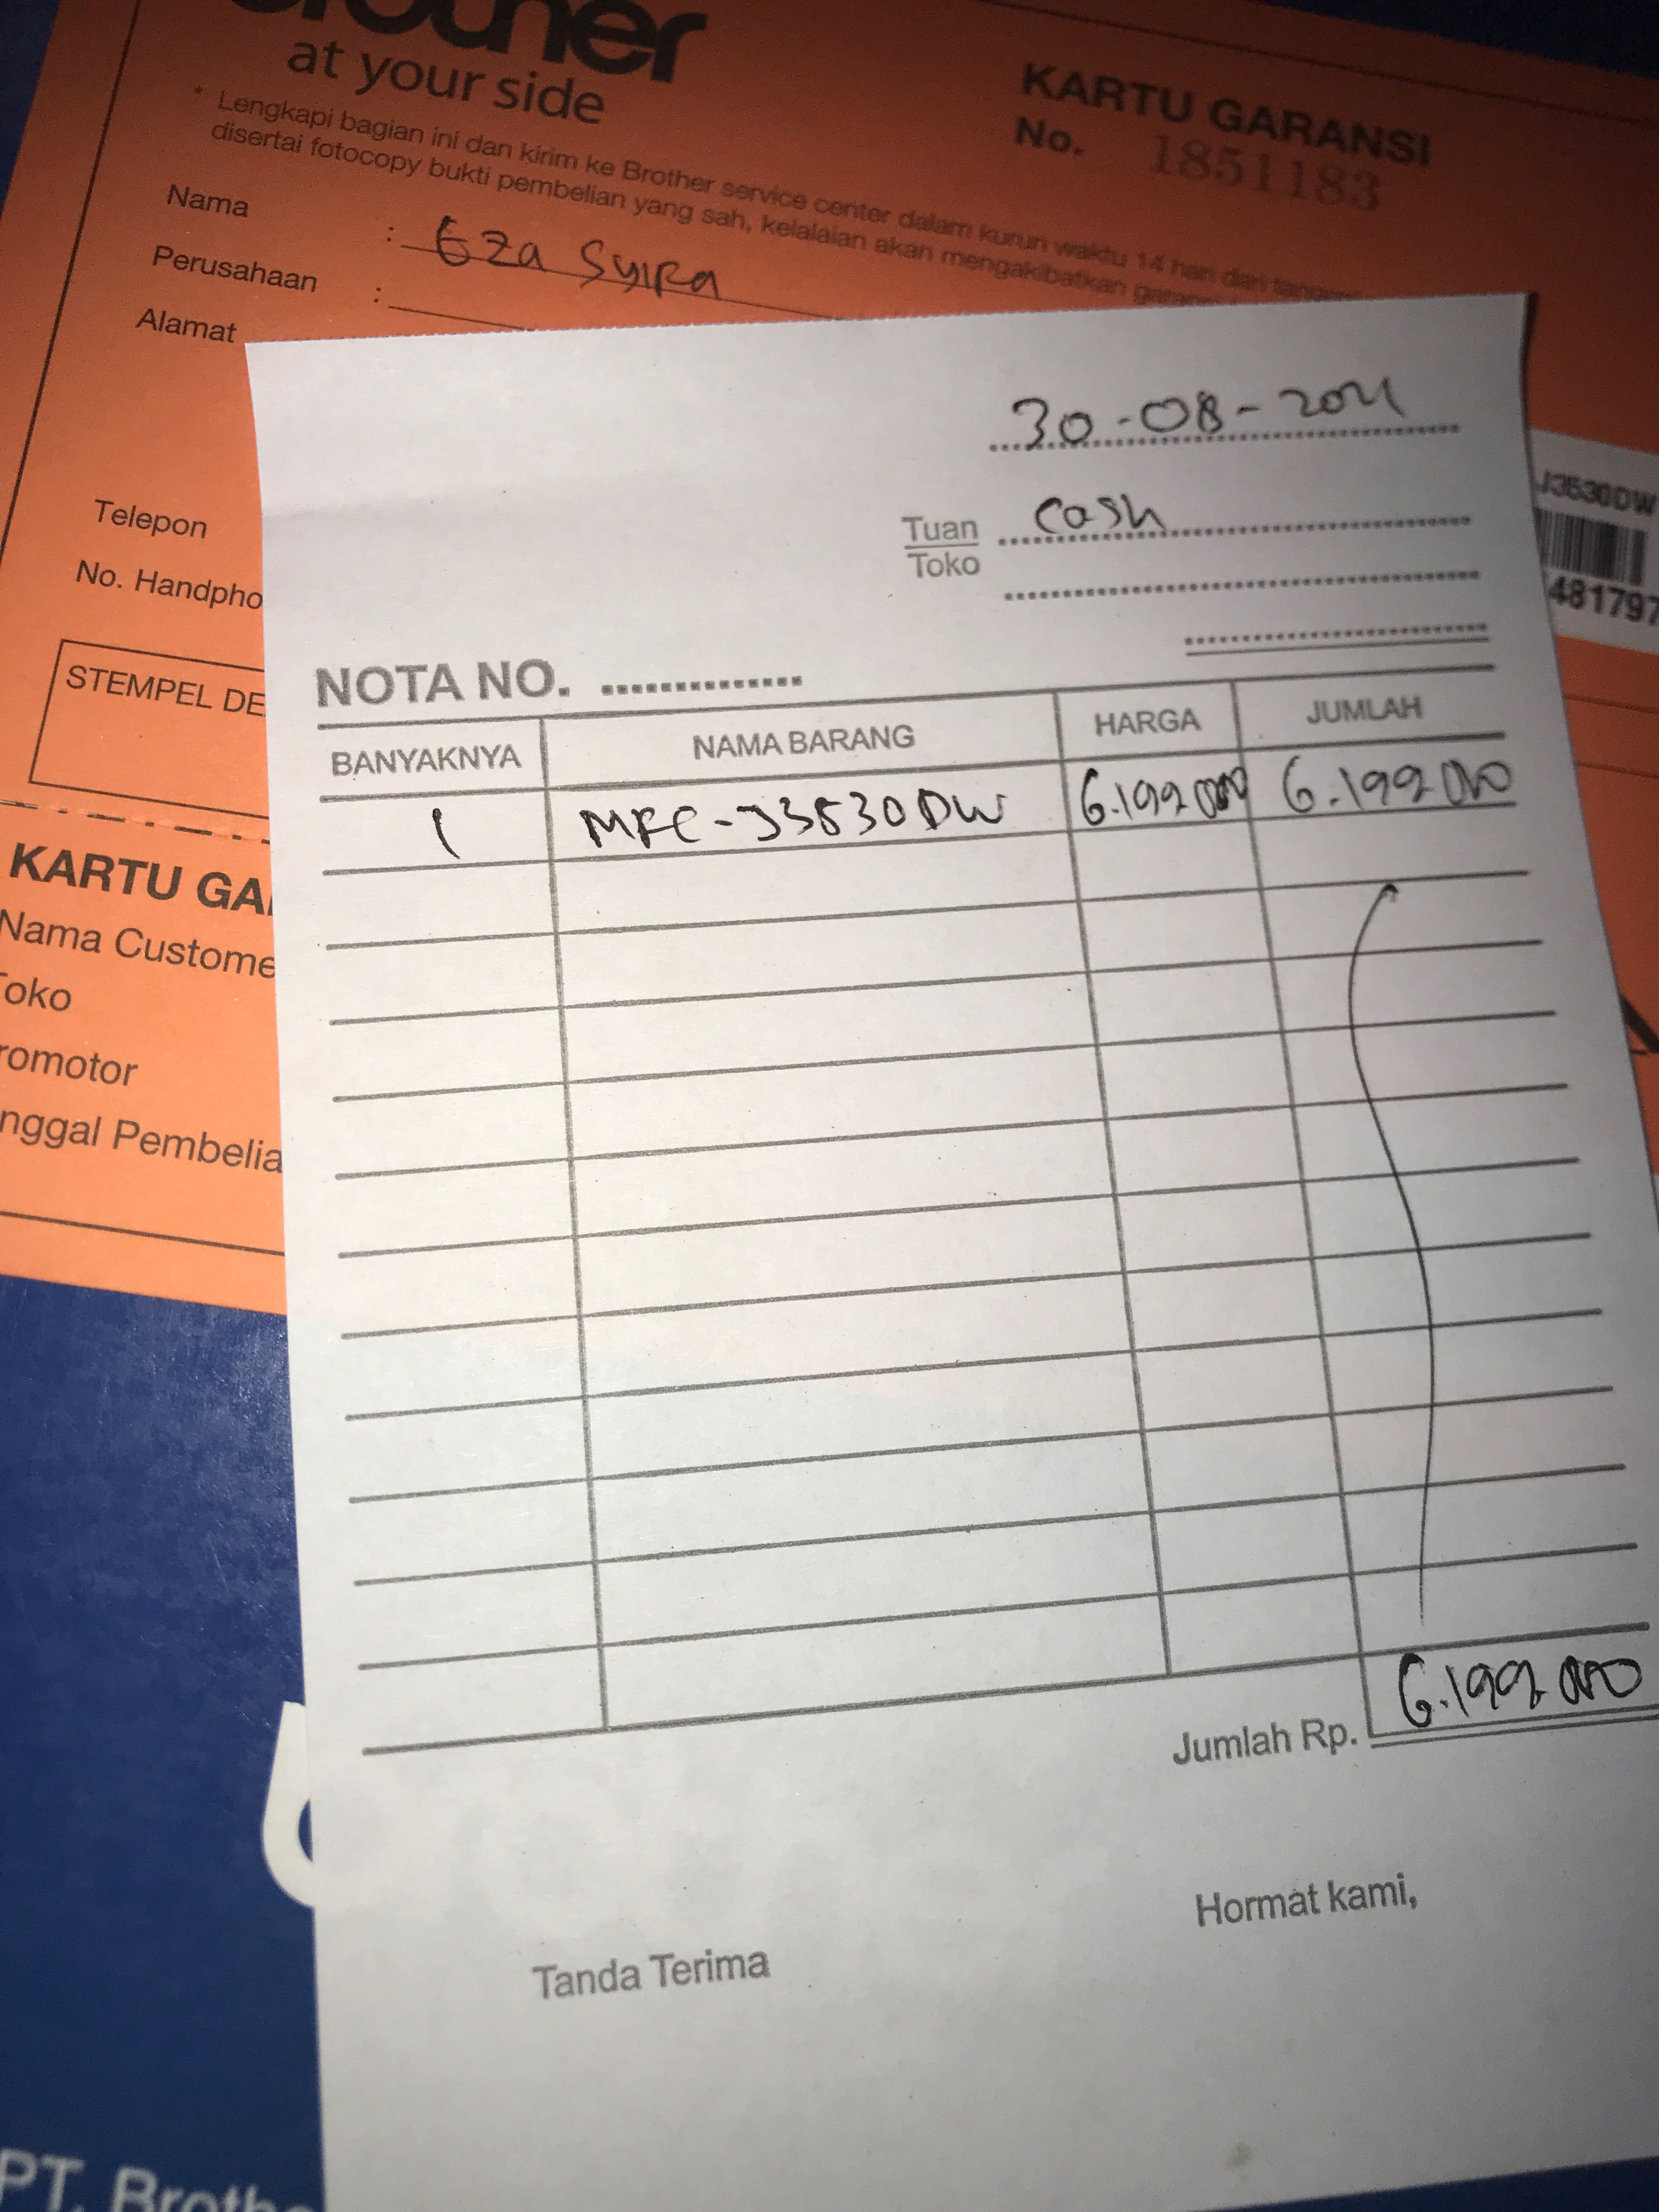 at your side
KARTU GARANSI
No. 1851183
* Lengkapi bagian ini dan kirim ke Brother service center dalam kurun waktu 14 hari dari
disertai fotocopy bukti pembelian yang sah, kelalaian akan mengakibatkan
Nama : Eza Syira
Perusahaan :
Alamat
Telepon
No. Handpho
STEMPEL DE
J3530DW
481797
KARTU GA
Nama Custome
oko
romotor
nggal Pembelia
30-08-2021
Tuan Cash
Toko
NOTA NO. ...............
BANYAKNYA NAMA BARANG HARGA JUMLAH
1 MFC-J3530DW 6.199.000 6.199.000
Jumlah Rp. 6.199.000
Tanda Terima Hormat kami,
PT. Brothe